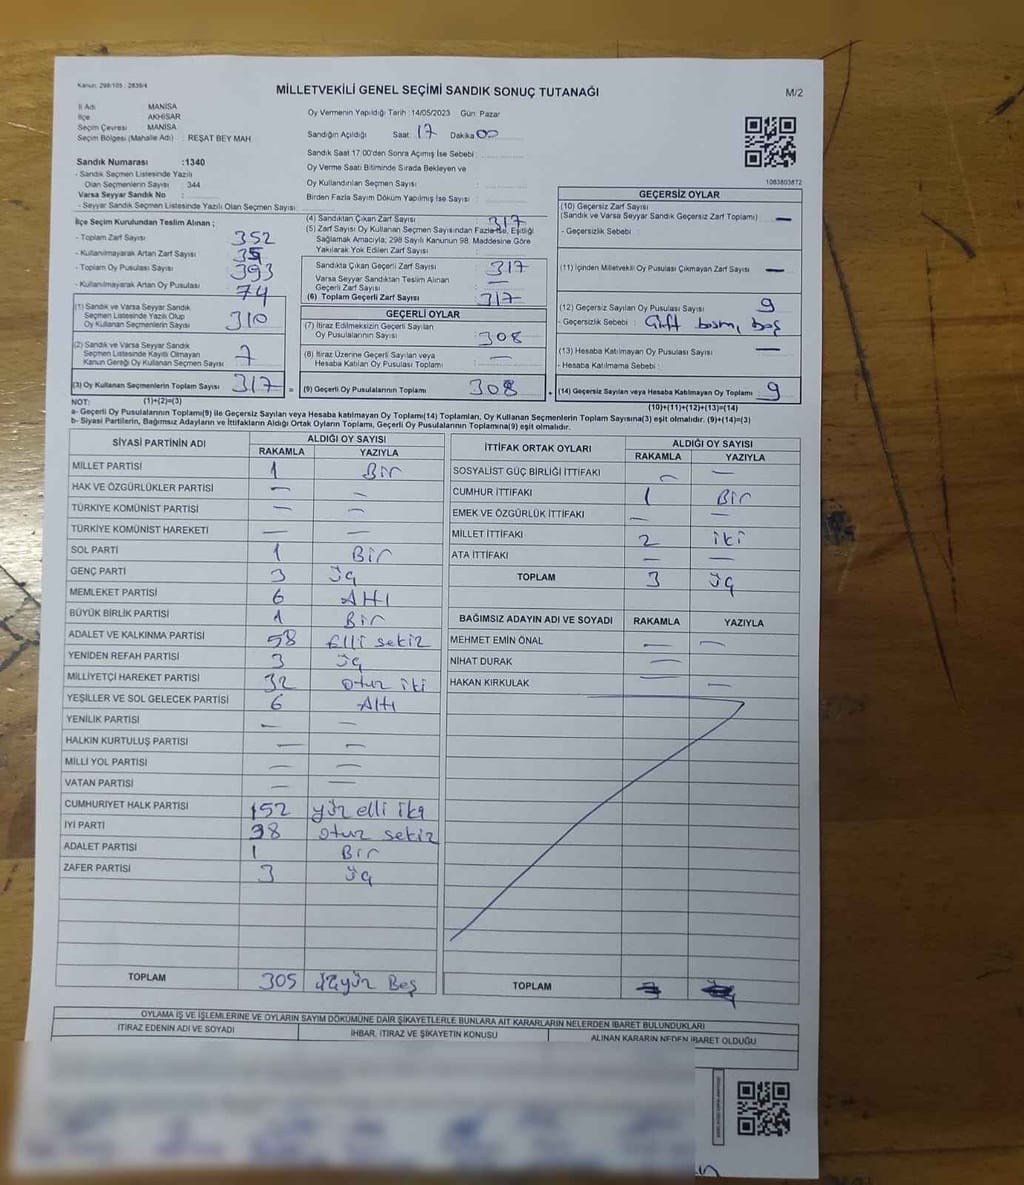 Kanun: 298/105 : 2839/4
MİLLETVEKİLİ GENEL SEÇİMİ SANDIK SONUÇ TUTANAĞI
M/2
İl Adı : MANİSA
İlçe : AKHİSAR
Seçim Çevresi : MANİSA
Seçim Bölgesi (Mahalle Adı) : REŞAT BEY MAH
Sandık Numarası :1340
- Sandık Seçmen Listesinde Yazılı
Olan Seçmenlerin Sayısı : 344
Varsa Seyyar Sandık No :
- Seyyar Sandık Seçmen Listesinde Yazılı Olan Seçmen Sayısı:
Oy Vermenin Yapıldığı Tarih :14/05/2023 Gün: Pazar
Sandığın Açıldığı Saat: 17 Dakika 00
Sandık Saat 17:00'den Sonra Açımış İse Sebebi :
Oy Verme Saati Bitiminde Sırada Bekleyen ve
Oy Kullandırılan Seçmen Sayısı :
Birden Fazla Sayım Döküm Yapılmış İse Sayısı :
1083803872
İlçe Seçim Kurulundan Teslim Alınan ;
- Toplam Zarf Sayısı : 352
- Kullanılmayarak Artan Zarf Sayısı : 35
- Toplam Oy Pusulası Sayısı : 393
- Kullanılmayarak Artan Oy Pusulası : 74
(1) Sandık ve Varsa Seyyar Sandık
Seçmen Listesinde Yazılı Olup
Oy Kullanan Seçmenlerin Sayısı : 310
(2) Sandık ve Varsa Seyyar Sandık
Seçmen Listesinde Kayıtlı Olmayan
Kanun Gereği Oy Kullanan Seçmen Sayısı : 7
(3) Oy Kullanan Seçmenlerin Toplam Sayısı : 317
(4) Sandıktan Çıkan Zarf Sayısı : 317
(5) Zarf Sayısı Oy Kullanan Seçmen Sayısından Fazla İse, Eşitliği
Sağlamak Amacıyla; 298 Sayılı Kanunun 98. Maddesine Göre
Yakılarak Yok Edilen Zarf Sayısı :
Sandıkta Çıkan Geçerli Zarf Sayısı : 317
Varsa Seyyar Sandıktan Teslim Alınan
Geçerli Zarf Sayısı : —
(6) Toplam Geçerli Zarf Sayısı : 317
GEÇERLİ OYLAR
(7) İtiraz Edilmeksizin Geçerli Sayılan
Oy Pusulalarının Sayısı : 308
(8) İtiraz Üzerine Geçerli Sayılan veya
Hesaba Katılan Oy Pusulası Toplamı : —
= (9) Geçerli Oy Pusulalarının Toplamı : 308
GEÇERSİZ OYLAR
(10) Geçersiz Zarf Sayısı
(Sandık ve Varsa Seyyar Sandık Geçersiz Zarf Toplamı) : —
- Geçersizlik Sebebi :
(11) İçinden Milletvekili Oy Pusulası Çıkmayan Zarf Sayısı : —
(12) Geçersiz Sayılan Oy Pusulası Sayısı : 9
- Geçersizlik Sebebi : Çift basım, boş
(13) Hesaba Katılmayan Oy Pusulası Sayısı : —
- Hesaba Katılmama Sebebi :
+ (14) Geçersiz Sayılan veya Hesaba Katılmayan Oy Toplamı : 9
NOT: (1)+(2)=(3)
(10)+(11)+(12)+(13)=(14)
a- Geçerli Oy Pusulalarının Toplamı(9) ile Geçersiz Sayılan veya Hesaba katılmayan Oy Toplamı(14) Toplamları, Oy Kullanan Seçmenlerin Toplam Sayısına(3) eşit olmalıdır. (9)+(14)=(3)
b- Siyasi Partilerin, Bağımsız Adayların ve İttifakların Aldığı Ortak Oyların Toplamı, Geçerli Oy Pusulalarının Toplamına(9) eşit olmalıdır.
SİYASİ PARTİNİN ADI ALDIĞI OY SAYISI
RAKAMLA YAZIYLA
MİLLET PARTİSİ 1 Bir
HAK VE ÖZGÜRLÜKLER PARTİSİ — —
TÜRKİYE KOMÜNİST PARTİSİ — —
TÜRKİYE KOMÜNİST HAREKETİ — —
SOL PARTİ 1 Bir
GENÇ PARTİ 3 üç
MEMLEKET PARTİSİ 6 Altı
BÜYÜK BİRLİK PARTİSİ 1 Bir
ADALET VE KALKINMA PARTİSİ 58 Elli sekiz
YENİDEN REFAH PARTİSİ 3 üç
MİLLİYETÇİ HAREKET PARTİSİ 32 otuz iki
YEŞİLLER VE SOL GELECEK PARTİSİ 6 Altı
YENİLİK PARTİSİ — —
HALKIN KURTULUŞ PARTİSİ — —
MİLLİ YOL PARTİSİ — —
VATAN PARTİSİ — —
CUMHURİYET HALK PARTİSİ 152 yüz elli iki
İYİ PARTİ 38 otuz sekiz
ADALET PARTİSİ 1 Bir
ZAFER PARTİSİ 3 üç
TOPLAM 305 üçyüz Beş
İTTİFAK ORTAK OYLARI ALDIĞI OY SAYISI
RAKAMLA YAZIYLA
SOSYALİST GÜÇ BİRLİĞİ İTTİFAKI — —
CUMHUR İTTİFAKI 1 Bir
EMEK VE ÖZGÜRLÜK İTTİFAKI — —
MİLLET İTTİFAKI 2 iki
ATA İTTİFAKI — —
TOPLAM 3 üç
BAĞIMSIZ ADAYIN ADI VE SOYADI RAKAMLA YAZIYLA
MEHMET EMİN ÖNAL — —
NİHAT DURAK —
HAKAN KIRKULAK — —
TOPLAM
OYLAMA İŞ VE İŞLEMLERİNE VE OYLARIN SAYIM DÖKÜMÜNE DAİR ŞİKAYETLERLE BUNLARA AİT KARARLARIN NELERDEN İBARET BULUNDUKLARI
İTİRAZ EDENİN ADI VE SOYADI İHBAR, İTİRAZ VE ŞİKAYETİN KONUSU ALINAN KARARIN NEDEN İBARET OLDUĞU